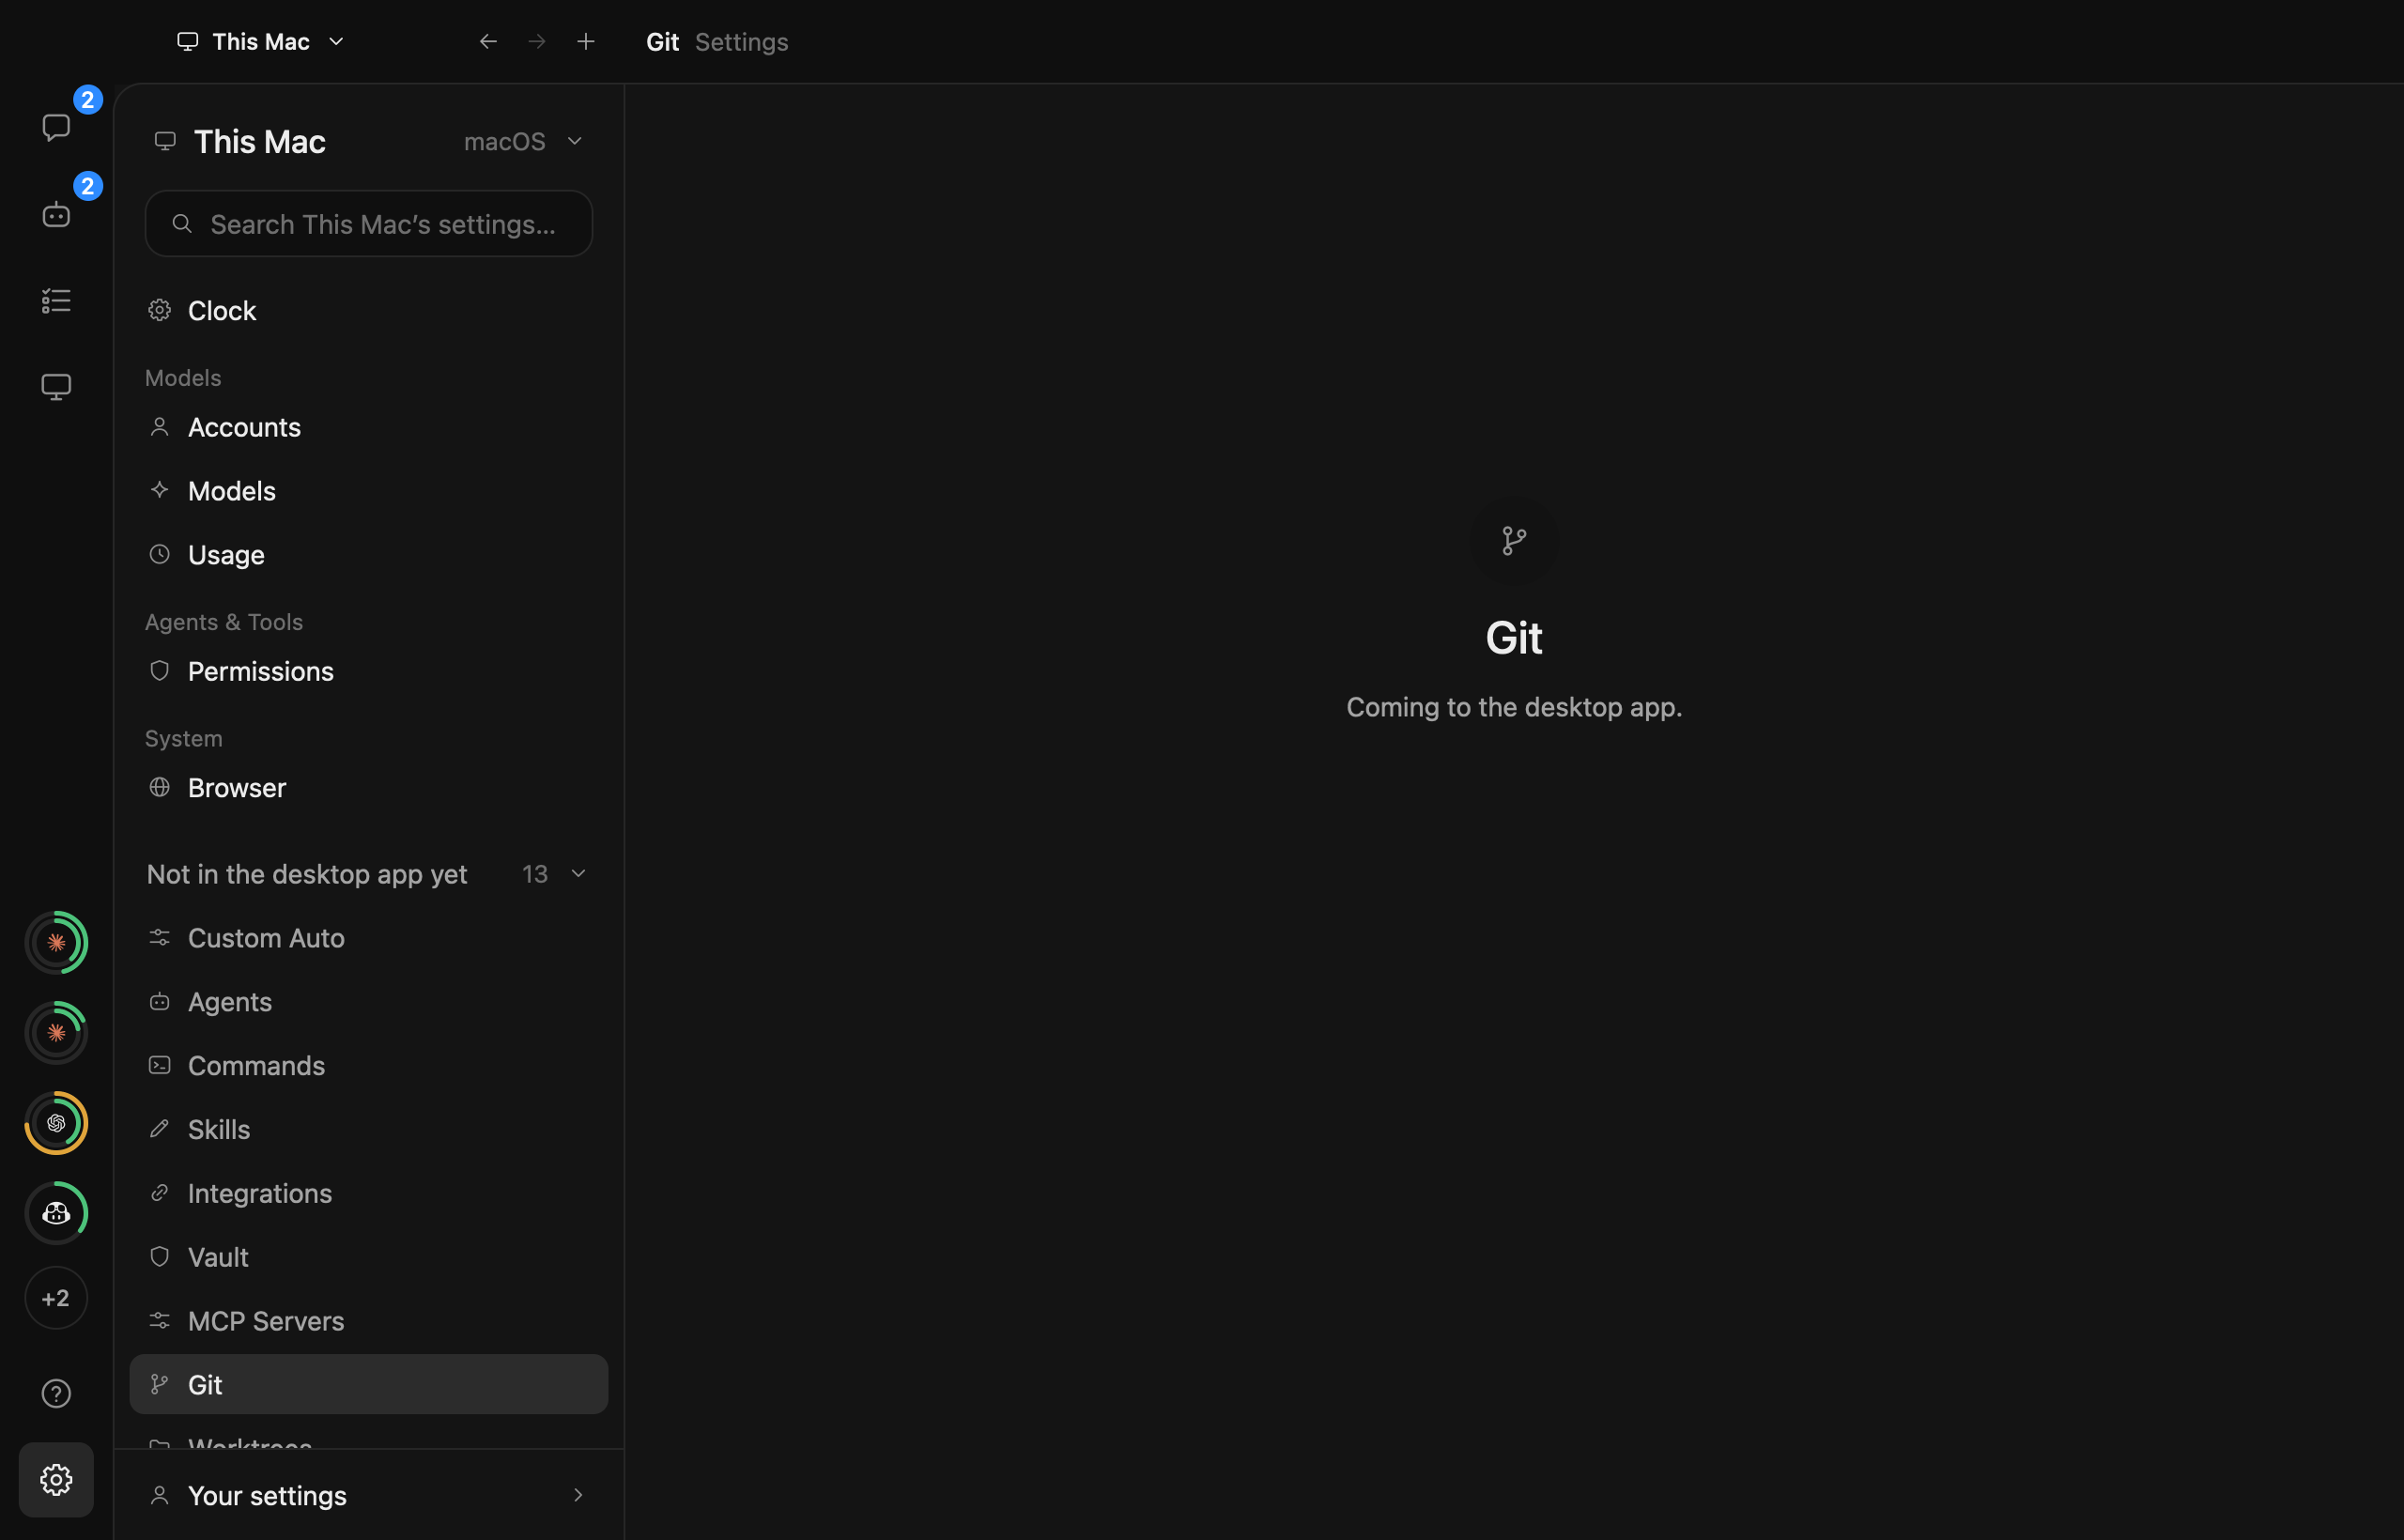 This Mac
Git Settings
2
2
This Mac
macOS
Search This Mac’s settings...
Clock
Models
Accounts
Models
Usage
Agents & Tools
Permissions
System
Browser
Not in the desktop app yet
13
Custom Auto
Agents
Commands
Skills
Integrations
Vault
MCP Servers
Git
Worktrees
Your settings
+2
Git
Coming to the desktop app.